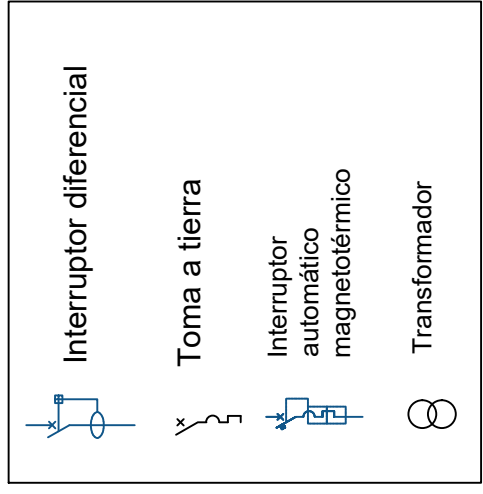 Interruptor diferencial
Toma a tierra
Interruptor
automático
magnetotérmico
Transformador